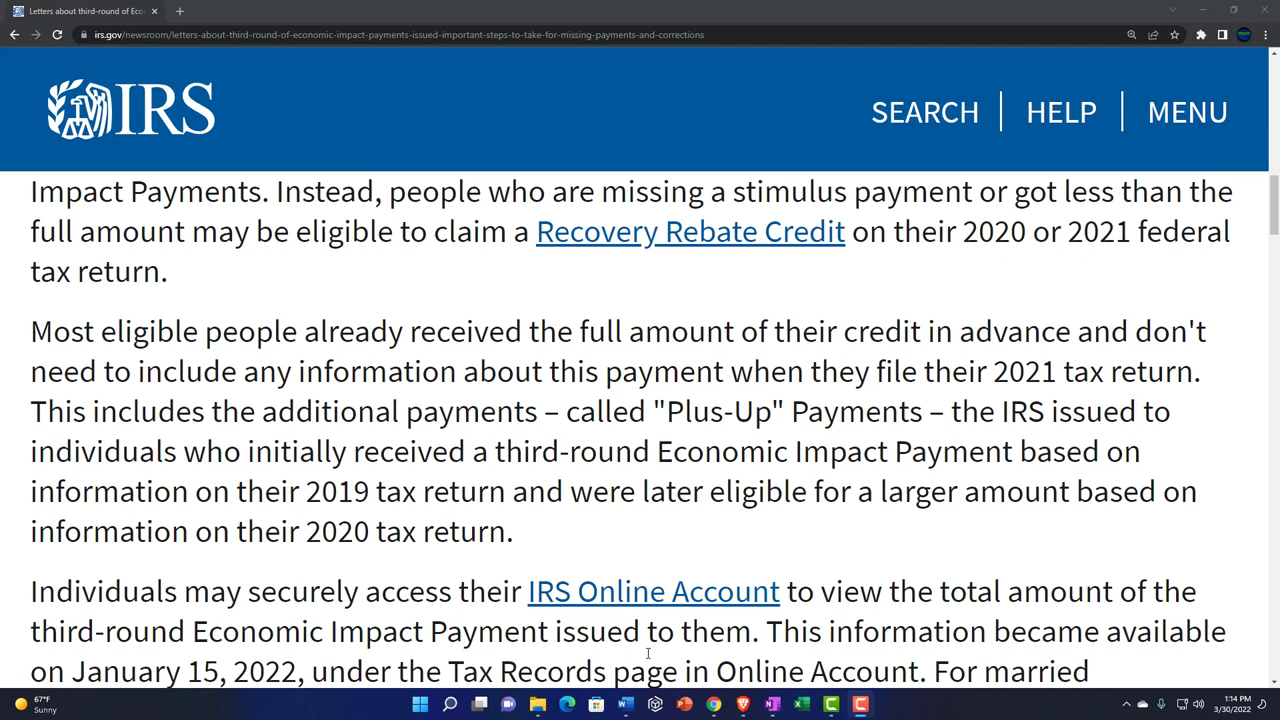 Letters about third-round of Eco
irs.gov/newsroom/letters-about-third-round-of-economic-impact-payments-issued-important-steps-to-take-for-missing-payments-and-corrections
IRS
SEARCH
HELP
MENU
Impact Payments. Instead, people who are missing a stimulus payment or got less than the
full amount may be eligible to claim a Recovery Rebate Credit on their 2020 or 2021 federal
tax return.
Most eligible people already received the full amount of their credit in advance and don't
need to include any information about this payment when they file their 2021 tax return.
This includes the additional payments – called "Plus-Up" Payments – the IRS issued to
individuals who initially received a third-round Economic Impact Payment based on
information on their 2019 tax return and were later eligible for a larger amount based on
information on their 2020 tax return.
Individuals may securely access their IRS Online Account to view the total amount of the
third-round Economic Impact Payment issued to them. This information became available
on January 15, 2022, under the Tax Records page in Online Account. For married
67°F
Sunny
1:14 PM
3/30/2022